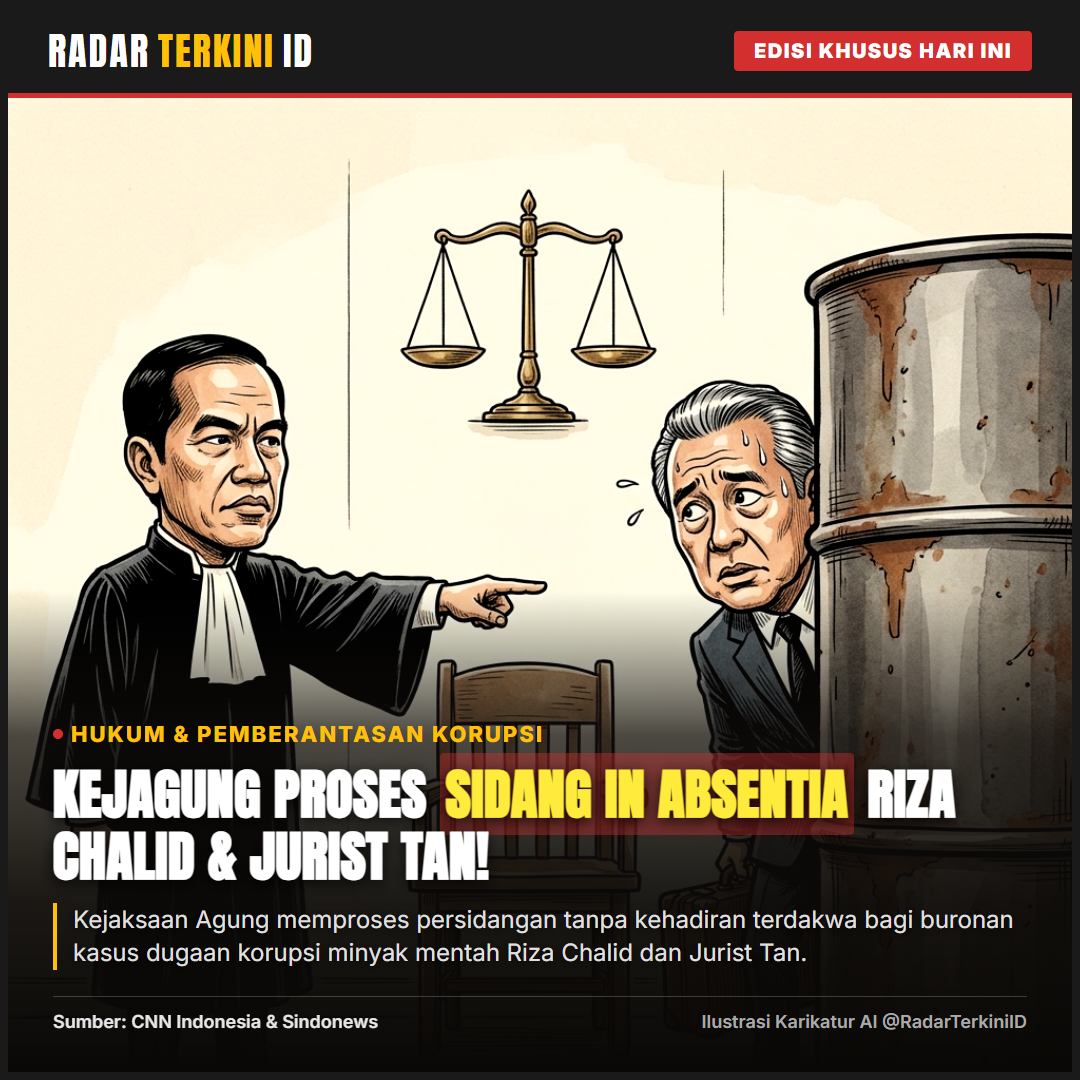 RADAR TERKINI ID
EDISI KHUSUS HARI INI
HUKUM & PEMBERANTASAN KORUPSI
KEJAGUNG PROSES SIDANG IN ABSENTIA RIZA
CHALID & JURIST TAN!
Kejaksaan Agung memproses persidangan tanpa kehadiran terdakwa bagi buronan
kasus dugaan korupsi minyak mentah Riza Chalid dan Jurist Tan.
Sumber: CNN Indonesia & Sindonews
Ilustrasi Karikatur AI @RadarTerkiniID